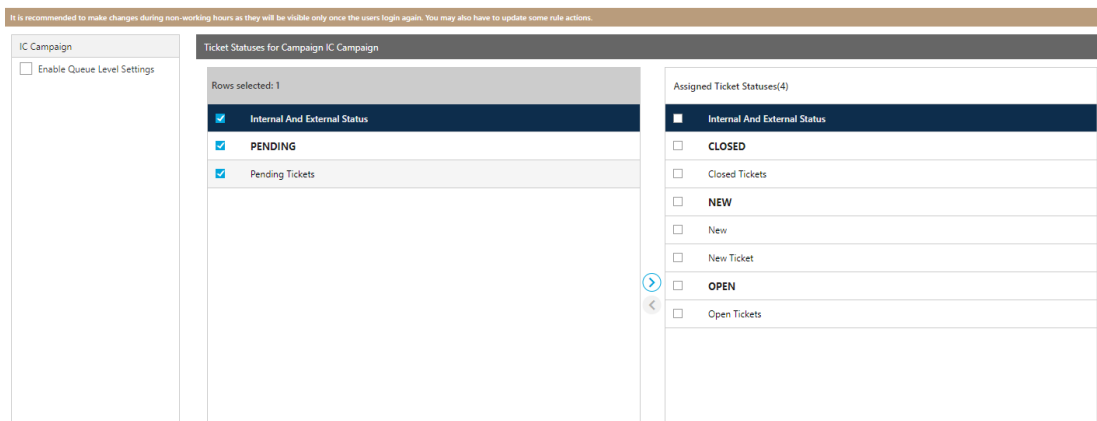 It is recommended to make changes during non-working hours as they will be visible only once the users login again. You may also have to update some rule actions.
IC Campaign
Enable Queue Level Settings
Ticket Statuses for Campaign IC Campaign
Rows selected: 1
Internal And External Status
PENDING
Pending Tickets
Assigned Ticket Statuses(4)
Internal And External Status
CLOSED
Closed Tickets
NEW
New
New Ticket
OPEN
Open Tickets